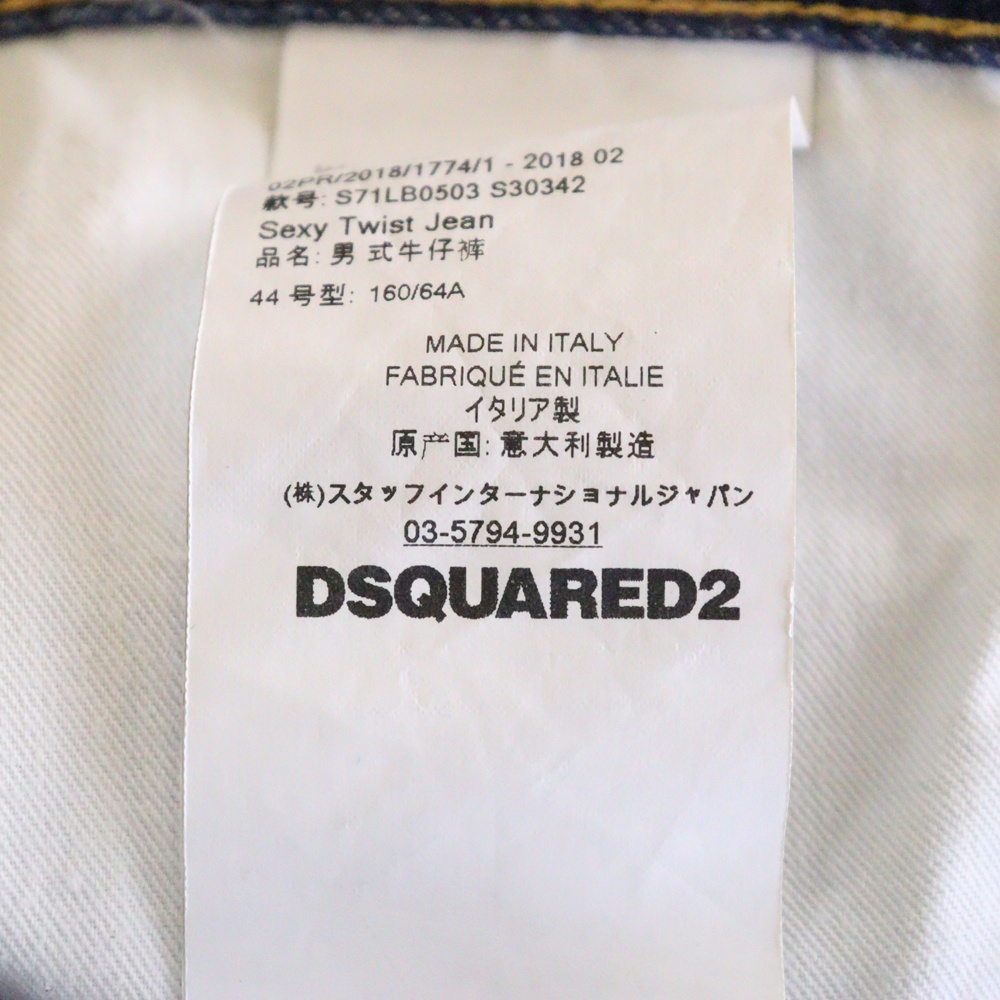 02PR/2018/1774/1 - 2018 02
款号: S71LB0503 S30342
Sexy Twist Jean
品名: 男 式牛仔裤
44 号型: 160/64A
MADE IN ITALY
FABRIQUÉ EN ITALIE
イタリア製
原产国: 意大利製造
(株)スタッフインターナショナルジャパン
03-5794-9931
DSQUARED2